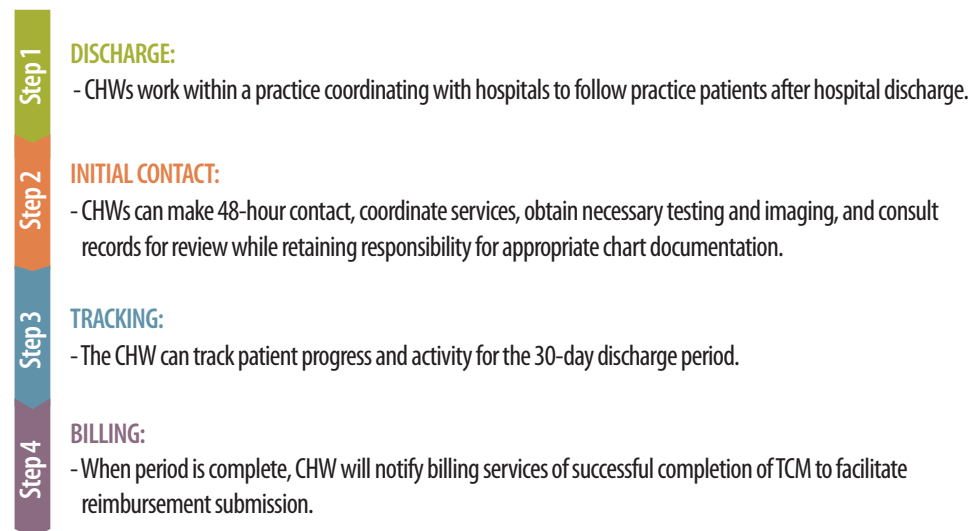 Step 1
DISCHARGE:
- CHWs work within a practice coordinating with hospitals to follow practice patients after hospital discharge.
Step 2
INITIAL CONTACT:
- CHWs can make 48-hour contact, coordinate services, obtain necessary testing and imaging, and consult
records for review while retaining responsibility for appropriate chart documentation.
Step 3
TRACKING:
- The CHW can track patient progress and activity for the 30-day discharge period.
Step 4
BILLING:
- When period is complete, CHW will notify billing services of successful completion of TCM to facilitate
reimbursement submission.